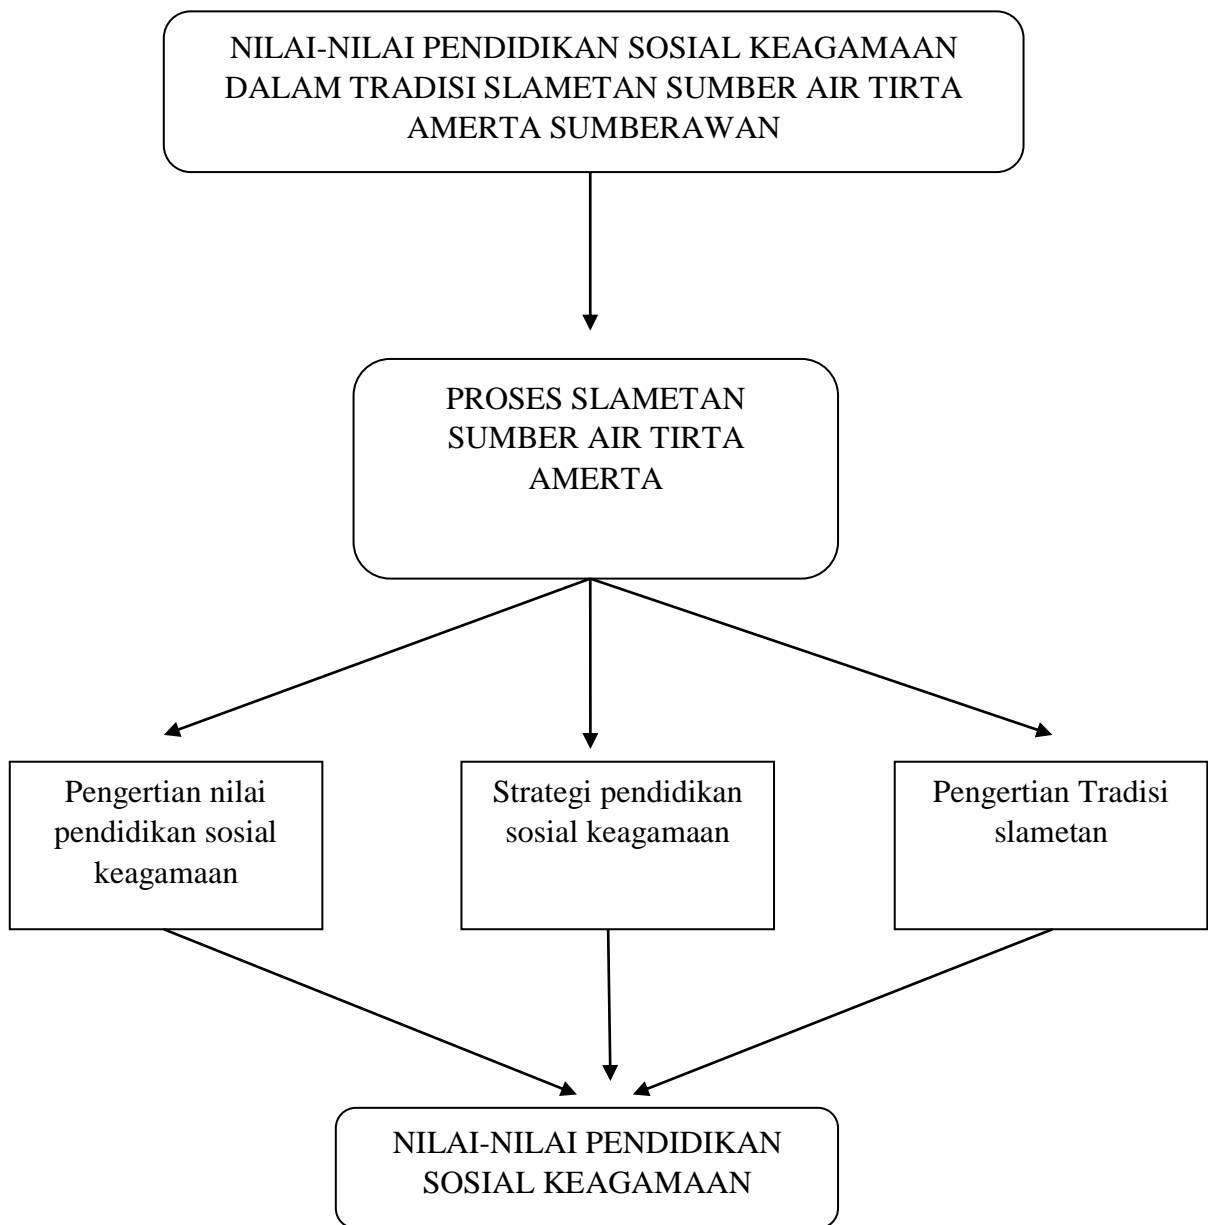 NILAI-NILAI PENDIDIKAN SOSIAL KEAGAMAAN
DALAM TRADISI SLAMETAN SUMBER AIR TIRTA
AMERTA SUMBERAWAN
PROSES SLAMETAN
SUMBER AIR TIRTA
AMERTA
Pengertian nilai
pendidikan sosial
keagamaan
Strategi pendidikan
sosial keagamaan
Pengertian Tradisi
slametan
NILAI-NILAI PENDIDIKAN
SOSIAL KEAGAMAAN